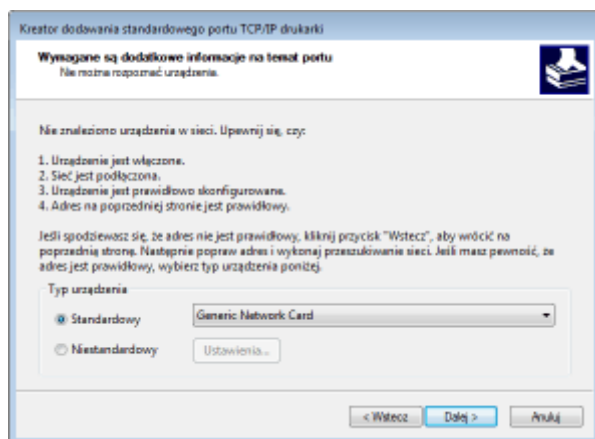 Kreator dodawania standardowego portu TCP/IP drukarki
Wymagane są dodatkowe informacje na temat portu
Nie można rozpoznać urządzenia.
Nie znaleziono urządzenia w sieci. Upewnij się, czy:
1. Urządzenie jest włączone.
2. Sieć jest podłączona.
3. Urządzenie jest prawidłowo skonfigurowane.
4. Adres na poprzedniej stronie jest prawidłowy.
Jeśli spodziewasz się, że adres nie jest prawidłowy, kliknij przycisk "Wstecz", aby wrócić na
poprzednią stronę. Następnie popraw adres i wykonaj przeszukiwanie sieci. Jeśli masz pewność, że
adres jest prawidłowy, wybierz typ urządzenia poniżej.
Typ urządzenia
Standardowy
Generic Network Card
Niestandardowy
Ustawienia...
< Wstecz
Dalej >
Anuluj